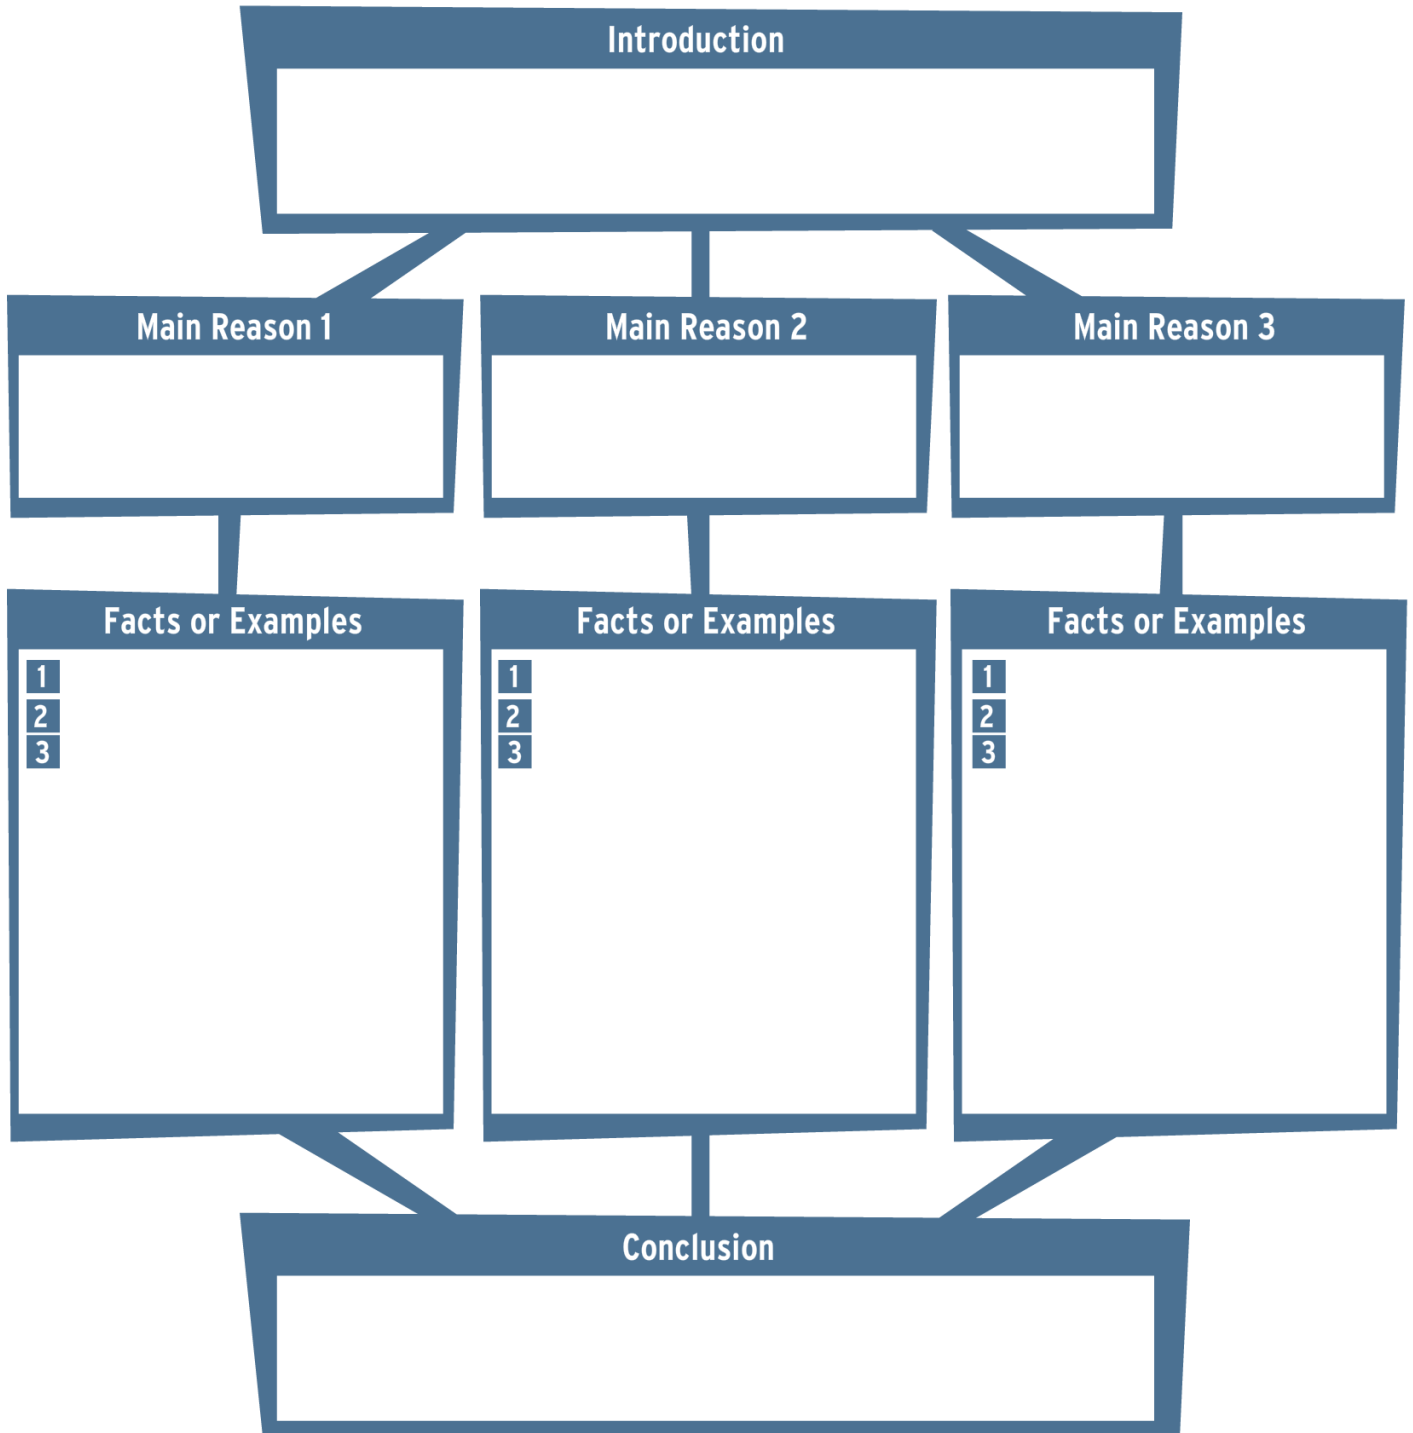 Introduction
Main Reason 1
Main Reason 2
Main Reason 3
Facts or Examples
1
2
3
Facts or Examples
1
2
3
Facts or Examples
1
2
3
Conclusion